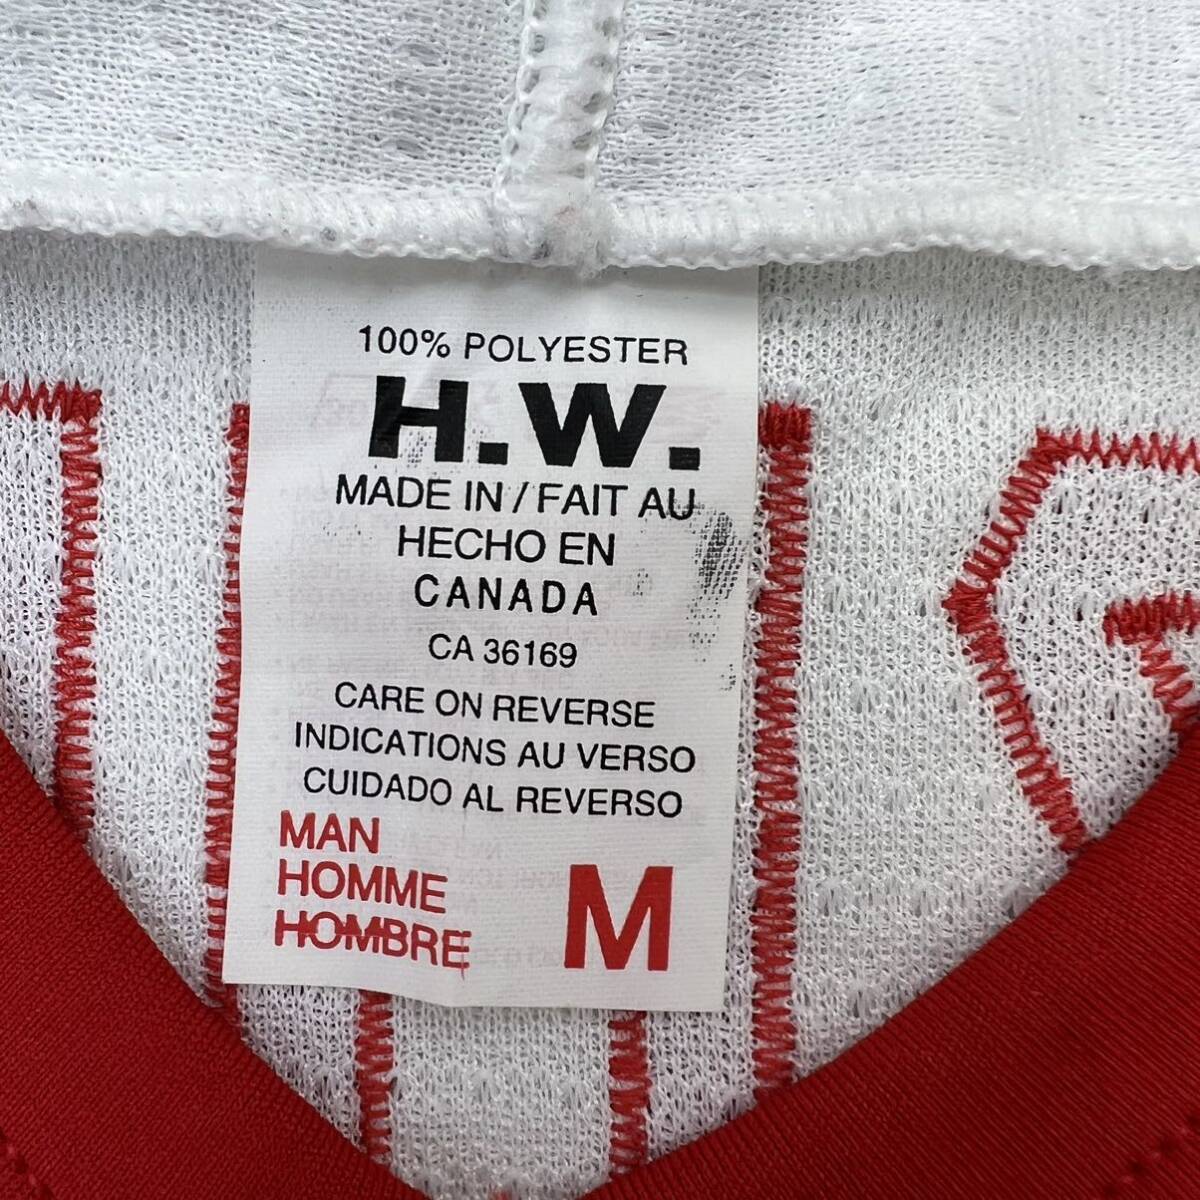 100% POLYESTER
H.W.
MADE IN / FAIT AU
HECHO EN
CANADA
CA 36169
CARE ON REVERSE
INDICATIONS AU VERSO
CUIDADO AL REVERSO
MAN
HOMME
HOMBRE
M